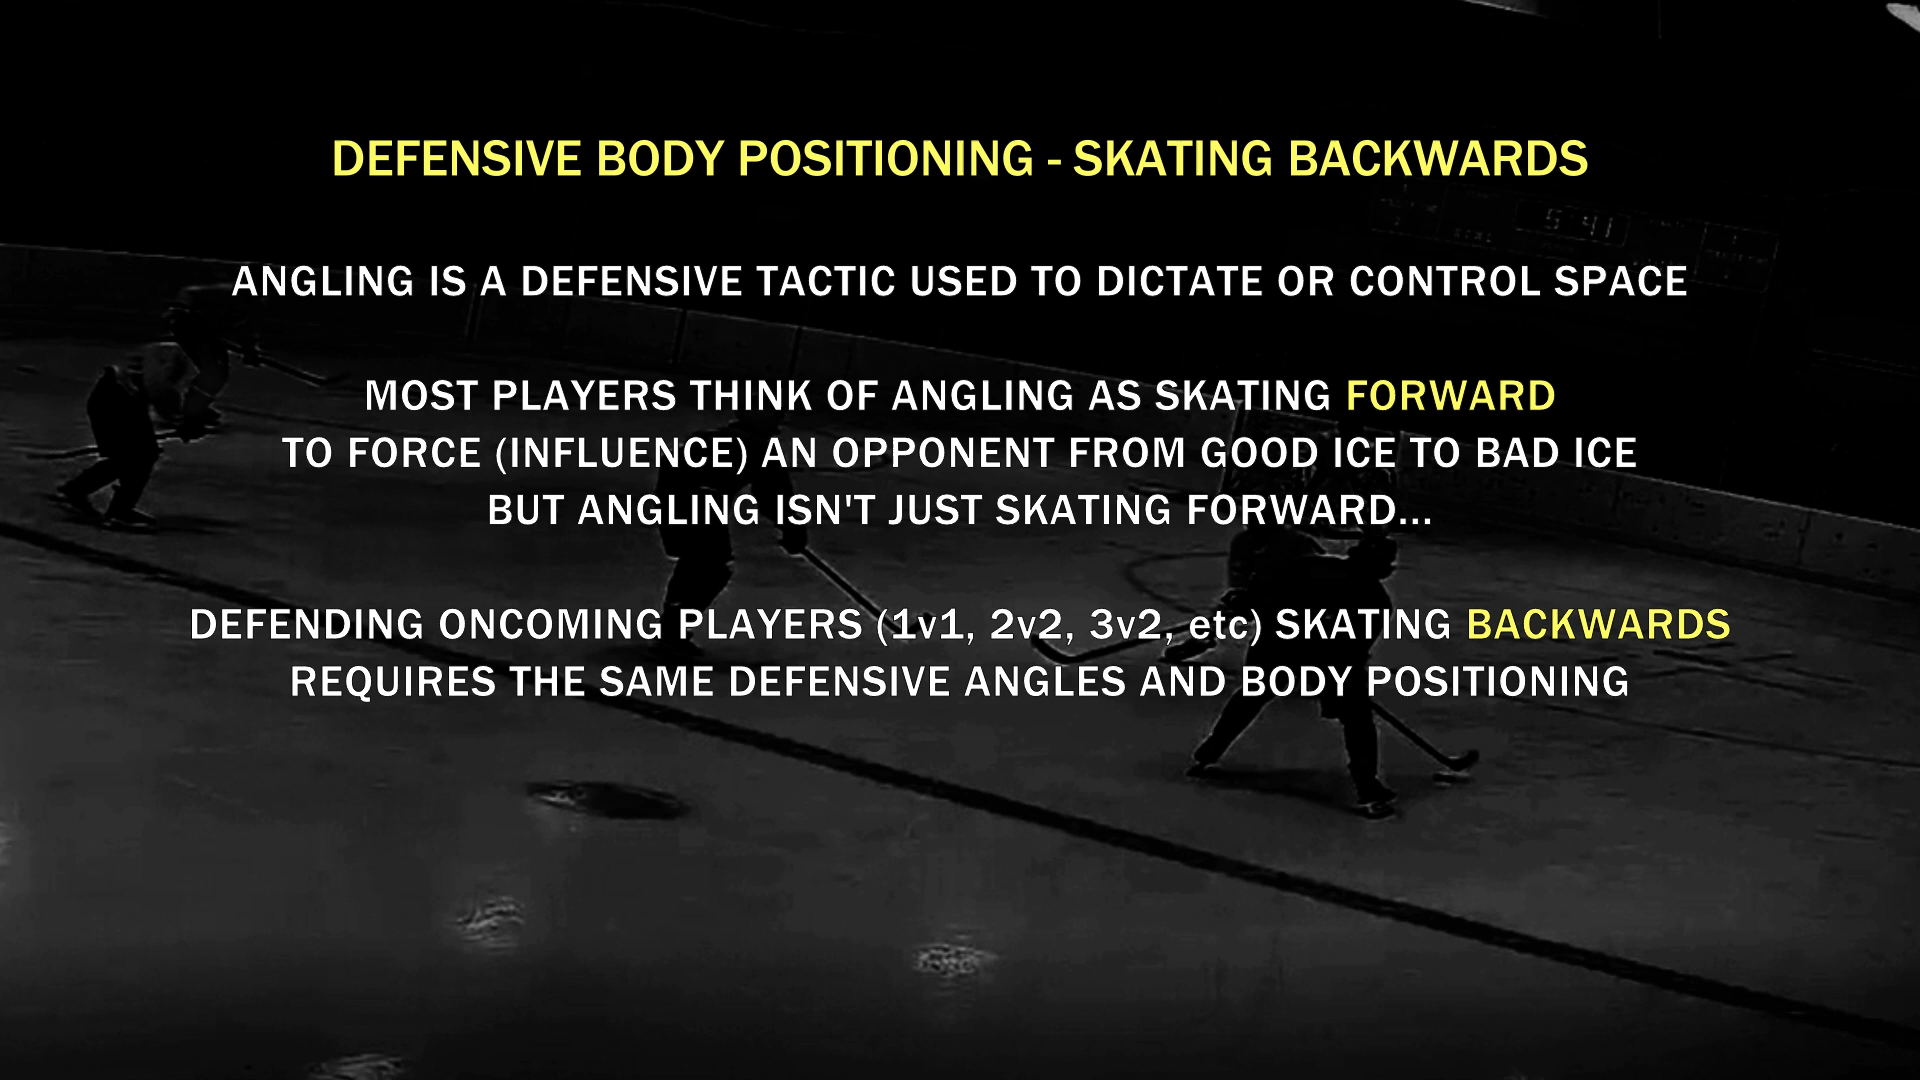 DEFENSIVE BODY POSITIONING - SKATING BACKWARDS
ANGLING IS A DEFENSIVE TACTIC USED TO DICTATE OR CONTROL SPACE
MOST PLAYERS THINK OF ANGLING AS SKATING FORWARD
TO FORCE (INFLUENCE) AN OPPONENT FROM GOOD ICE TO BAD ICE
BUT ANGLING ISN'T JUST SKATING FORWARD...
DEFENDING ONCOMING PLAYERS (1v1, 2v2, 3v2, etc) SKATING BACKWARDS
REQUIRES THE SAME DEFENSIVE ANGLES AND BODY POSITIONING